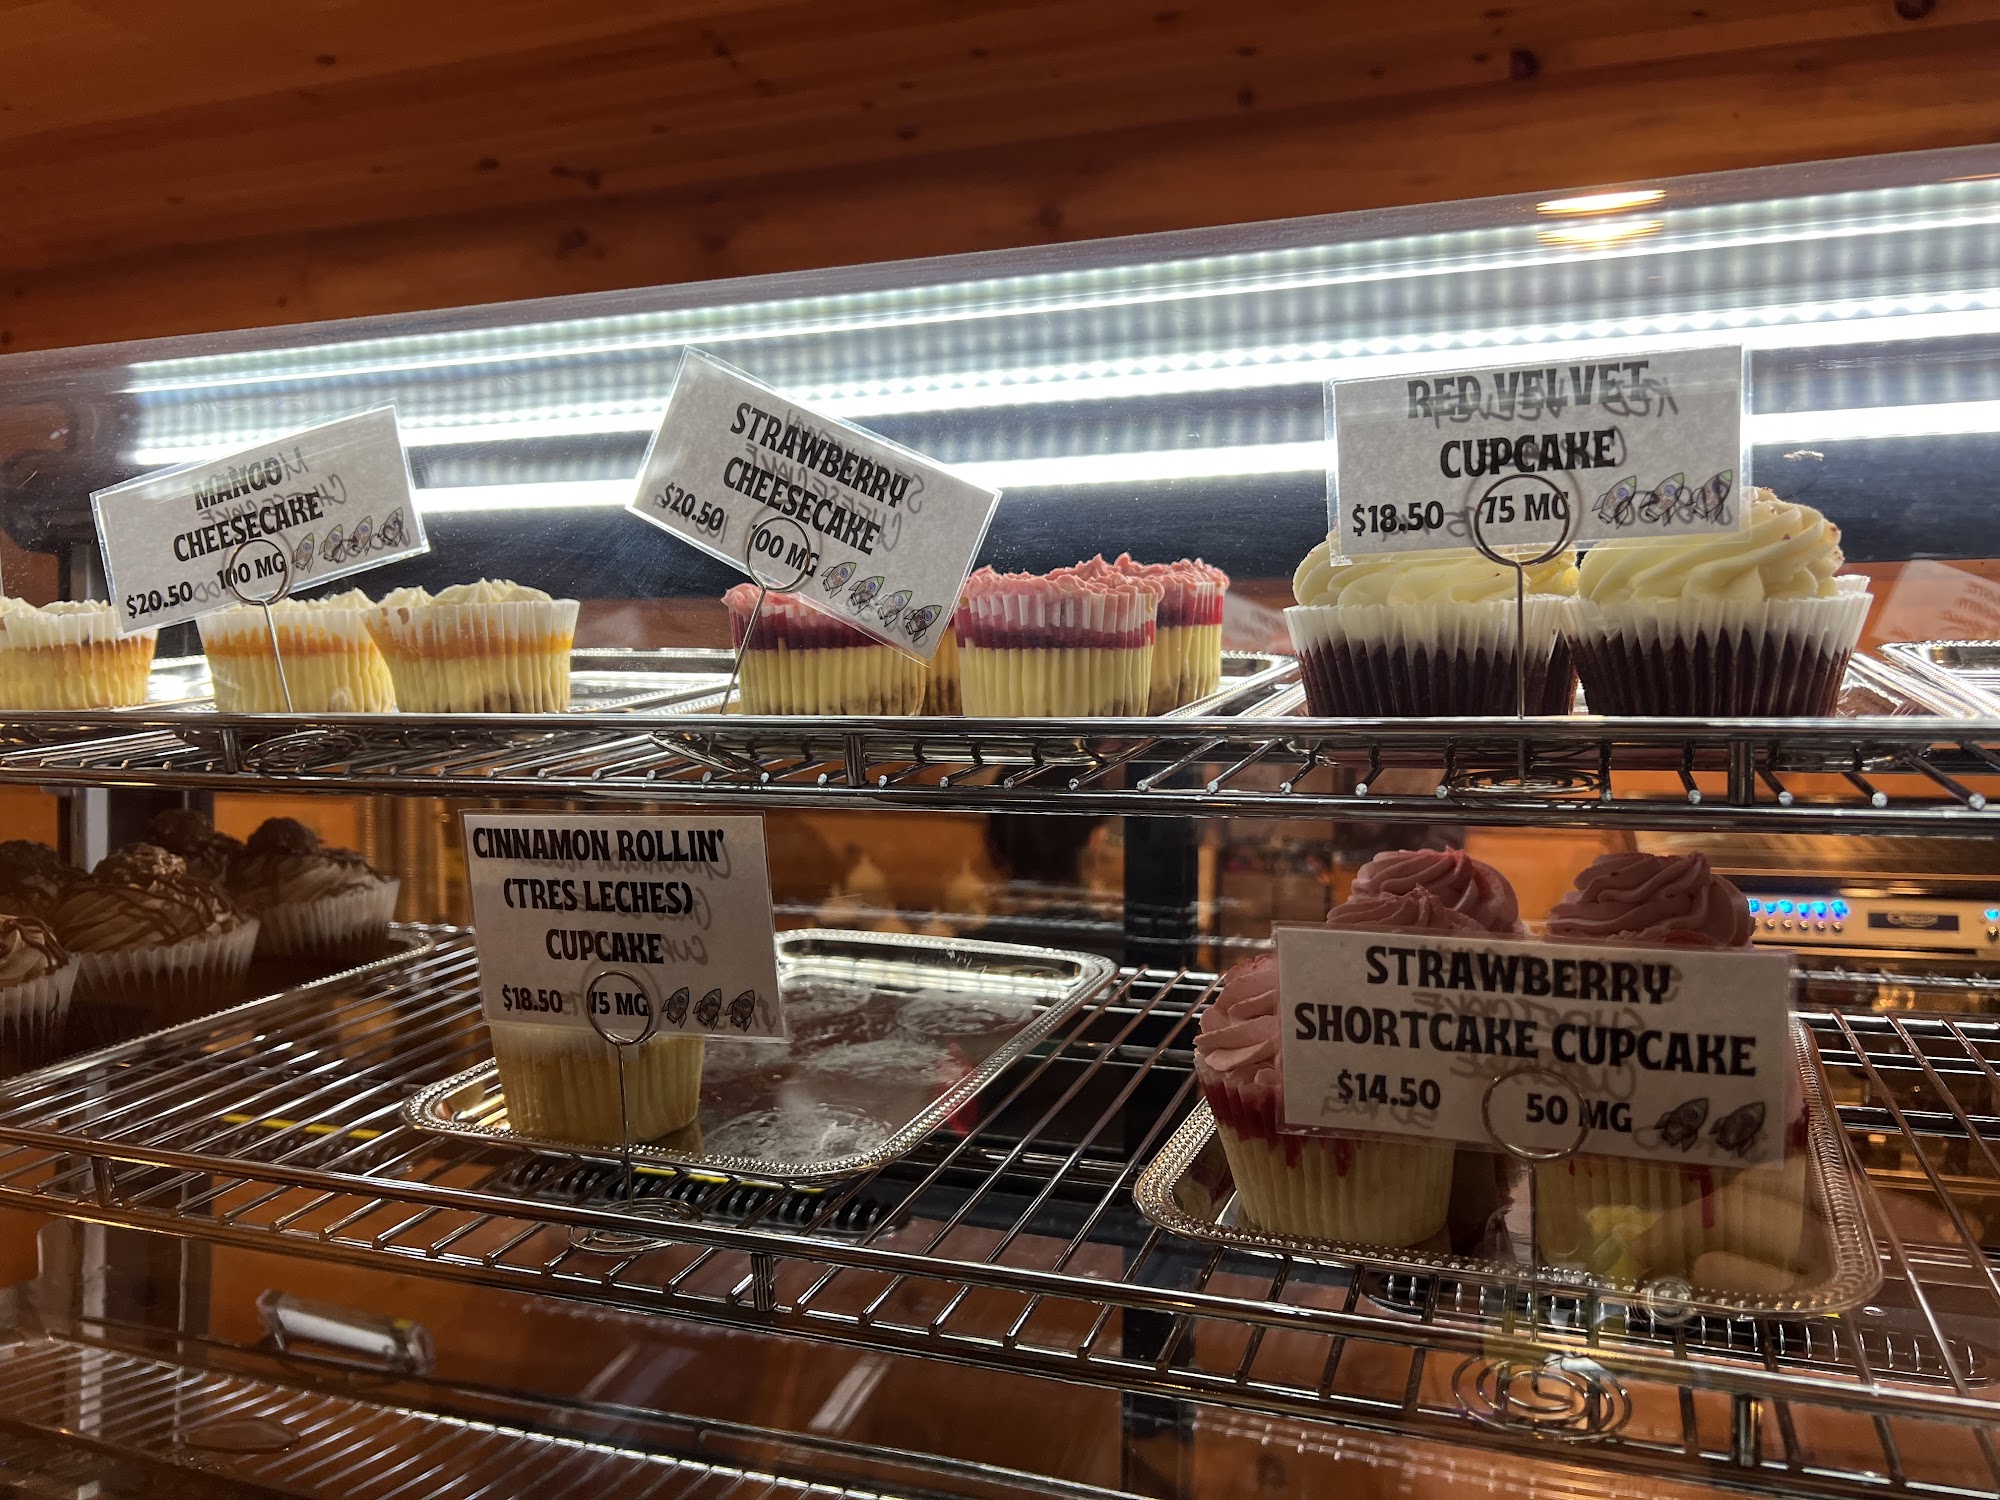 MANGO
CHEESECAKE
$20.50 100 MG
STRAWBERRY
CHEESECAKE
$20.50 100 MG
RED VELVET
CUPCAKE
$18.50 75 MG
CINNAMON ROLLIN'
(TRES LECHES)
CUPCAKE
$18.50 75 MG
STRAWBERRY
SHORTCAKE CUPCAKE
$14.50 50 MG